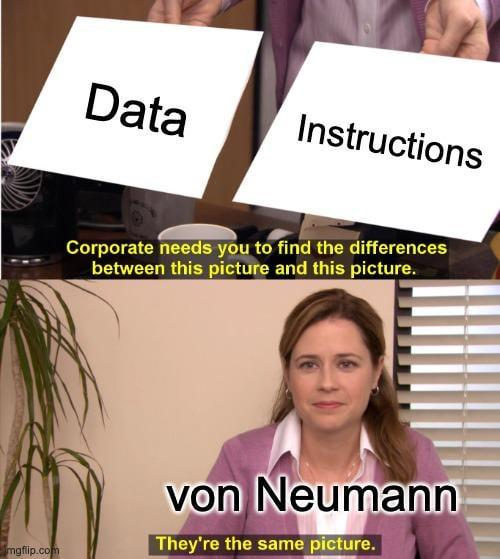 Data
Instructions
Corporate needs you to find the differences
between this picture and this picture.
von Neumann
They're the same picture.
imgflip.com